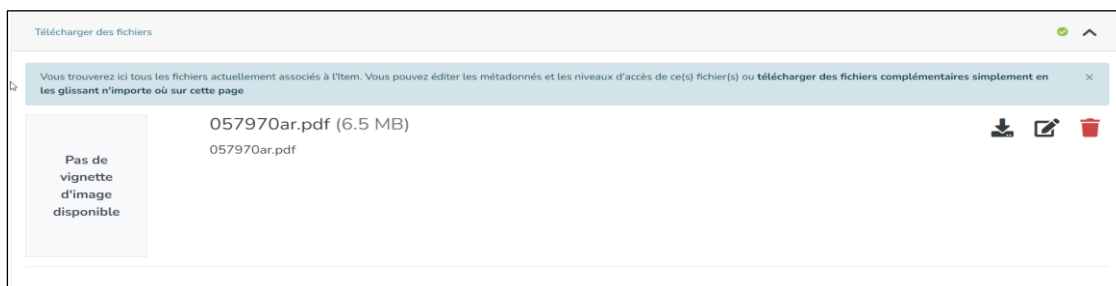 Télécharger des fichiers
Vous trouverez ici tous les fichiers actuellement associés à l'Item. Vous pouvez éditer les métadonnés et les niveaux d'accès de ce(s) fichier(s) ou télécharger des fichiers complémentaires simplement en
les glissant n'importe où sur cette page
057970ar.pdf (6.5 MB)
057970ar.pdf
Pas de
vignette
d'image
disponible